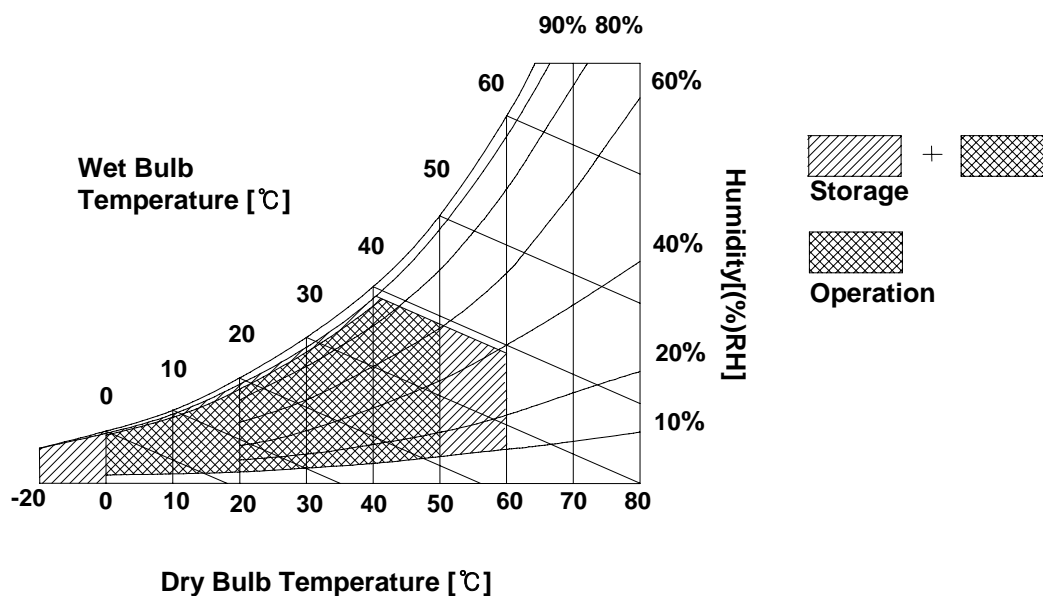 90% 80%
60
60%
Wet Bulb
Temperature [℃]
50
Storage
40
40%
Humidity[(%)RH]
30
Operation
20
20%
10
0
10%
-20 0 10 20 30 40 50 60 70 80
Dry Bulb Temperature [℃]